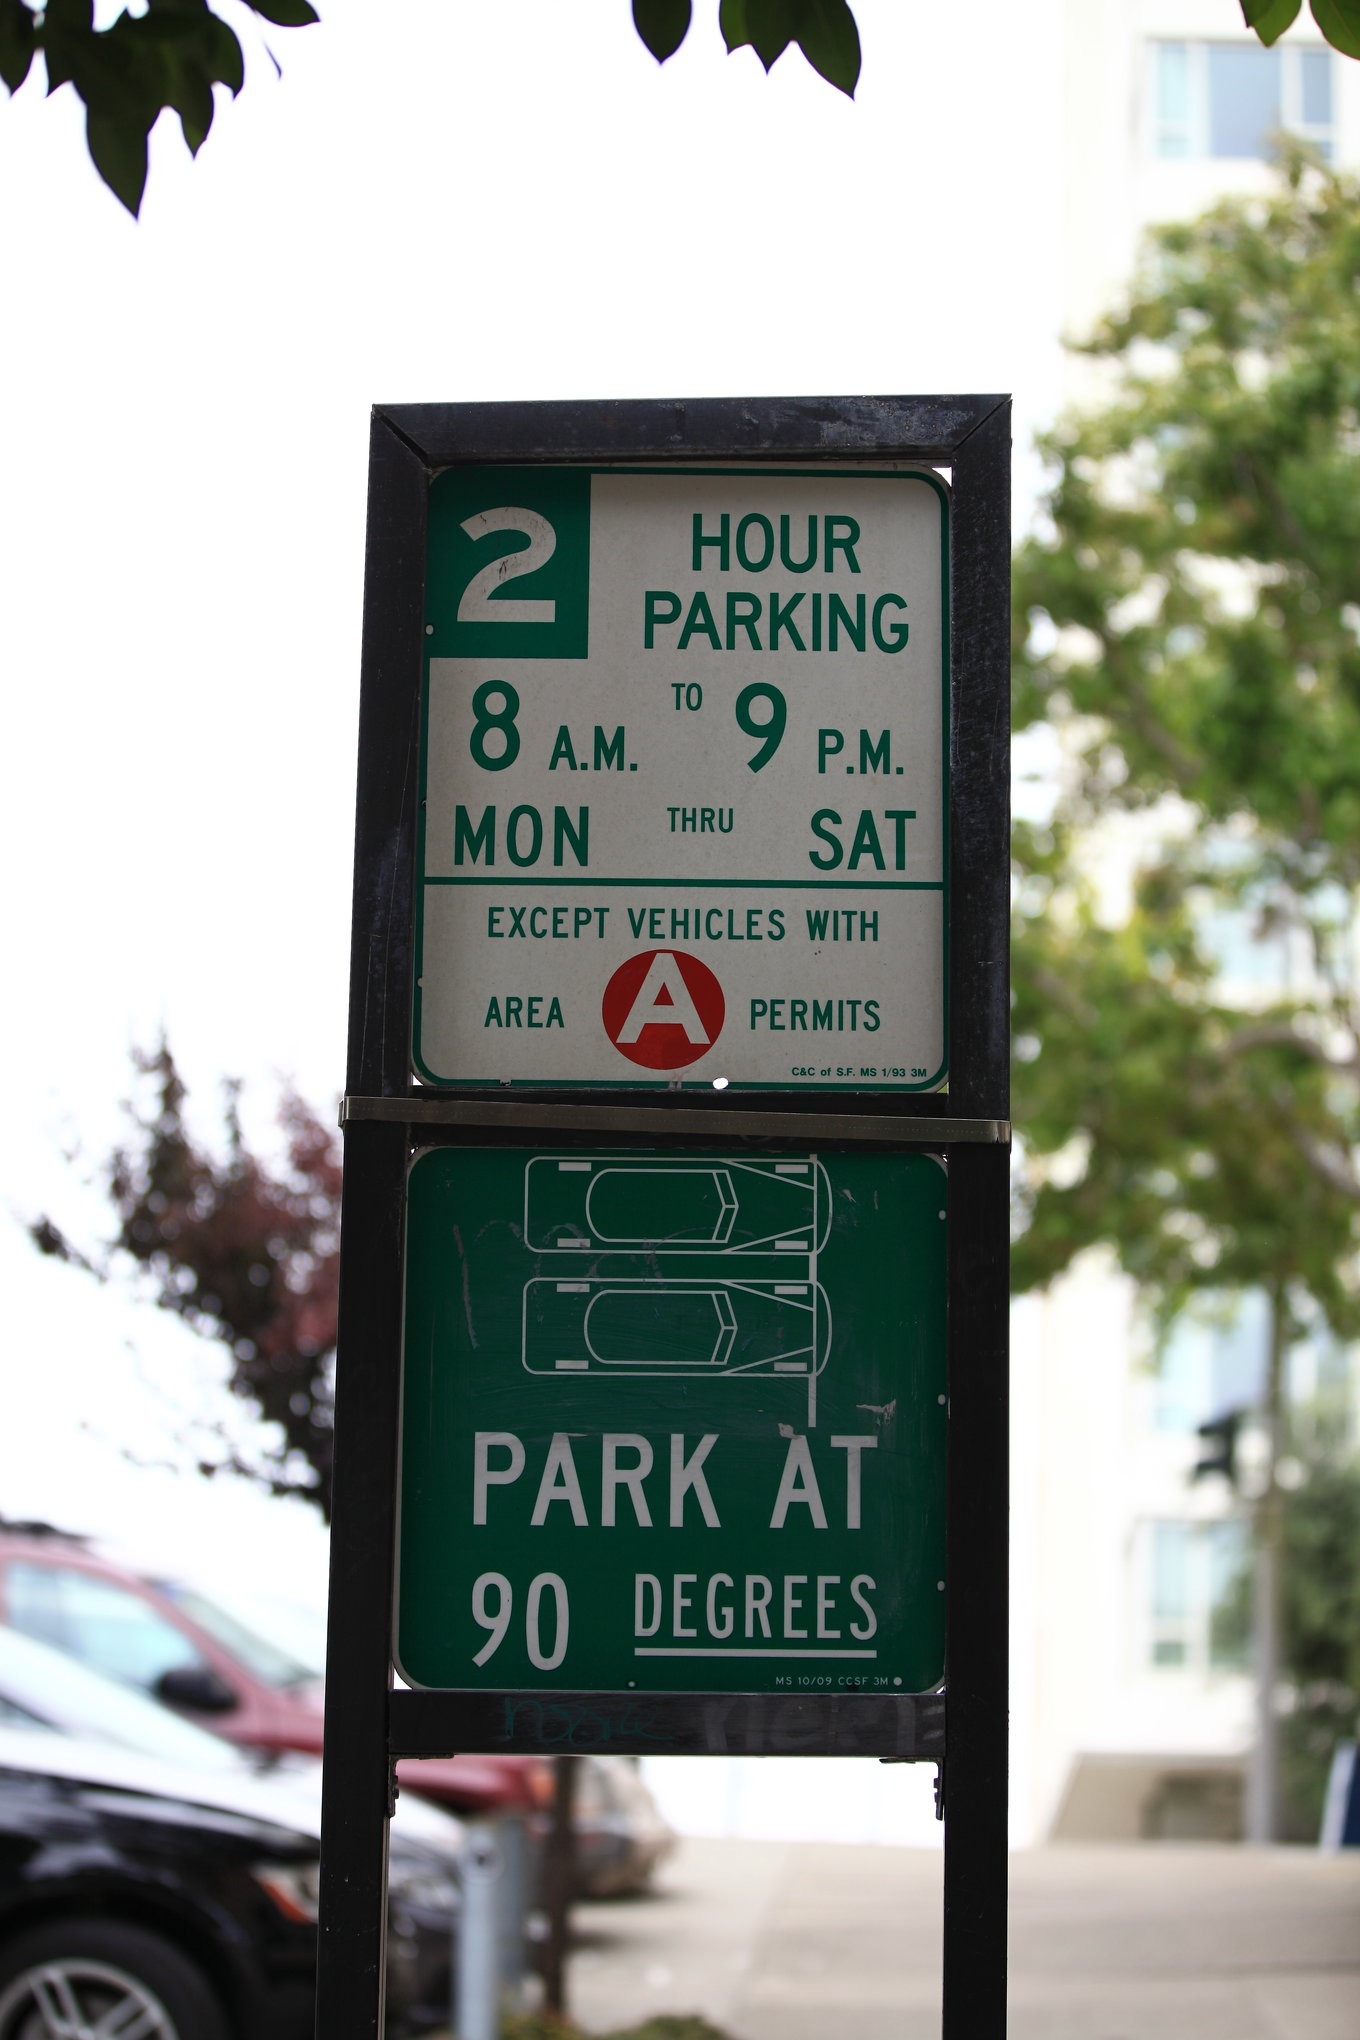 2 HOUR
PARKING
8 A.M. TO 9 P.M.
MON THRU SAT
EXCEPT VEHICLES WITH
AREA A PERMITS
C&C of S.F. MS 1/93 3M
PARK AT
90 DEGREES
MS 10/09 CCSF 3M